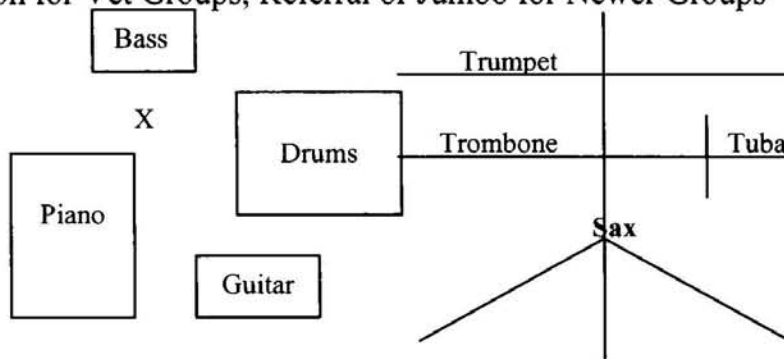 for Vet Groups, Referral of Jumbo for Newer Groups
Bass
Trumpet
X
Drums
Trombone
Tuba
Piano
Sax
Guitar